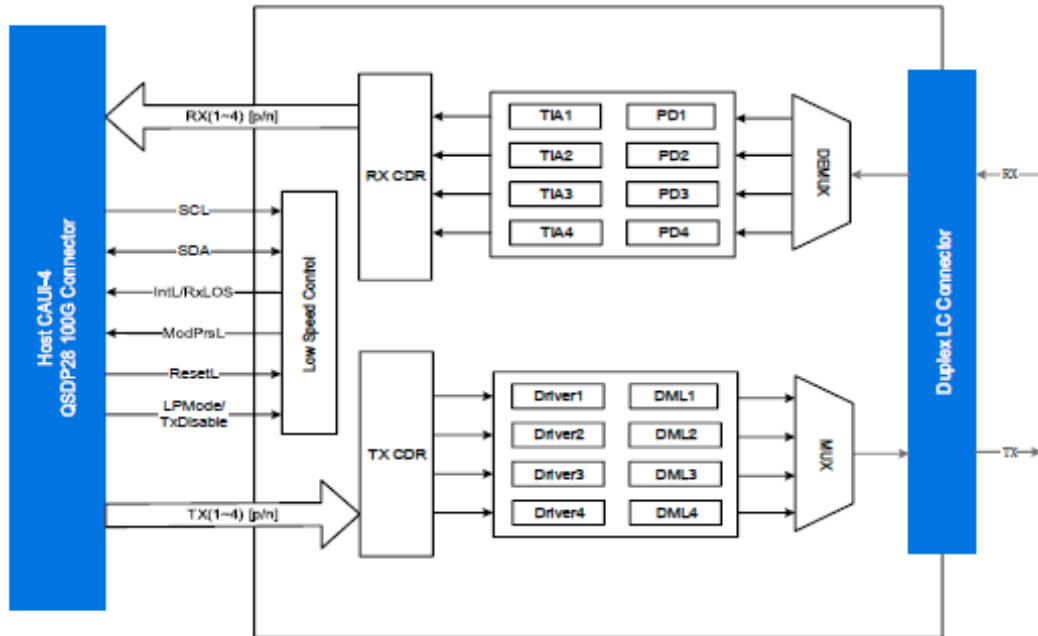 Host CAUI-4
QSDP28 100G Connector
RX(1~4) [p/n]
SCL
SDA
IntL/RxLOS
ModPrsL
ResetL
LPMode/
TxDisable
TX(1~4) [p/n]
Low Speed Control
RX CDR
TIA1
PD1
TIA2
PD2
TIA3
PD3
TIA4
PD4
DEMUX
TX CDR
Driver1
DML1
Driver2
DML2
Driver3
DML3
Driver4
DML4
MUX
Duplex LC Connector
RX
TX